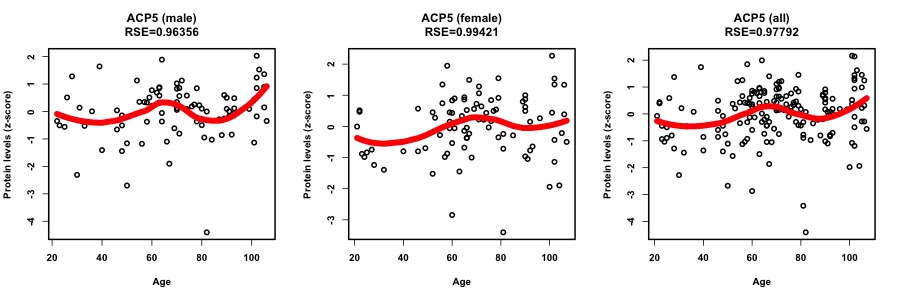 ACP5 (male)
RSE=0.96356
Protein levels (z-score)
2
1
0
-1
-2
-3
-4
20 40 60 80 100
Age
ACP5 (female)
RSE=0.99421
Protein levels (z-score)
2
1
0
-1
-2
-3
20 40 60 80 100
Age
ACP5 (all)
RSE=0.97792
Protein levels (z-score)
2
1
0
-1
-2
-3
-4
20 40 60 80 100
Age